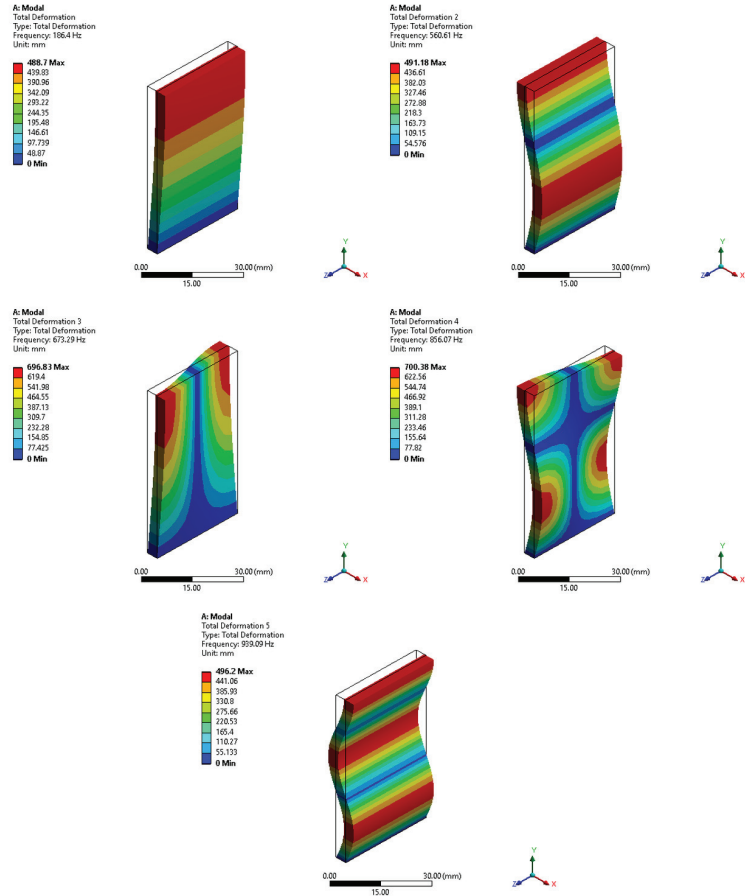 A: Modal
Total Deformation
Type: Total Deformation
Frequency: 186.4 Hz
Unit: mm
488.7 Max
439.83
390.96
342.09
293.22
244.35
195.48
146.61
97.739
48.87
0 Min
0.00
30.00 (mm)
15.00
Y
Z
X
A: Modal
Total Deformation 2
Type: Total Deformation
Frequency: 560.61 Hz
Unit: mm
491.18 Max
436.61
382.03
327.46
272.88
218.3
163.73
109.15
54.576
0 Min
0.00
30.00 (mm)
15.00
Y
Z
X
A: Modal
Total Deformation 3
Type: Total Deformation
Frequency: 673.29 Hz
Unit: mm
696.83 Max
619.4
541.98
464.55
387.13
309.7
232.28
154.85
77.425
0 Min
0.00
30.00 (mm)
15.00
Y
Z
X
A: Modal
Total Deformation 4
Type: Total Deformation
Frequency: 856.07 Hz
Unit: mm
700.38 Max
622.56
544.74
466.92
389.1
311.28
233.46
155.64
77.82
0 Min
0.00
30.00 (mm)
15.00
Y
Z
X
A: Modal
Total Deformation 5
Type: Total Deformation
Frequency: 939.09 Hz
Unit: mm
496.2 Max
441.06
385.93
330.8
275.66
220.53
165.4
110.27
55.133
0 Min
0.00
30.00 (mm)
15.00
Y
Z
X